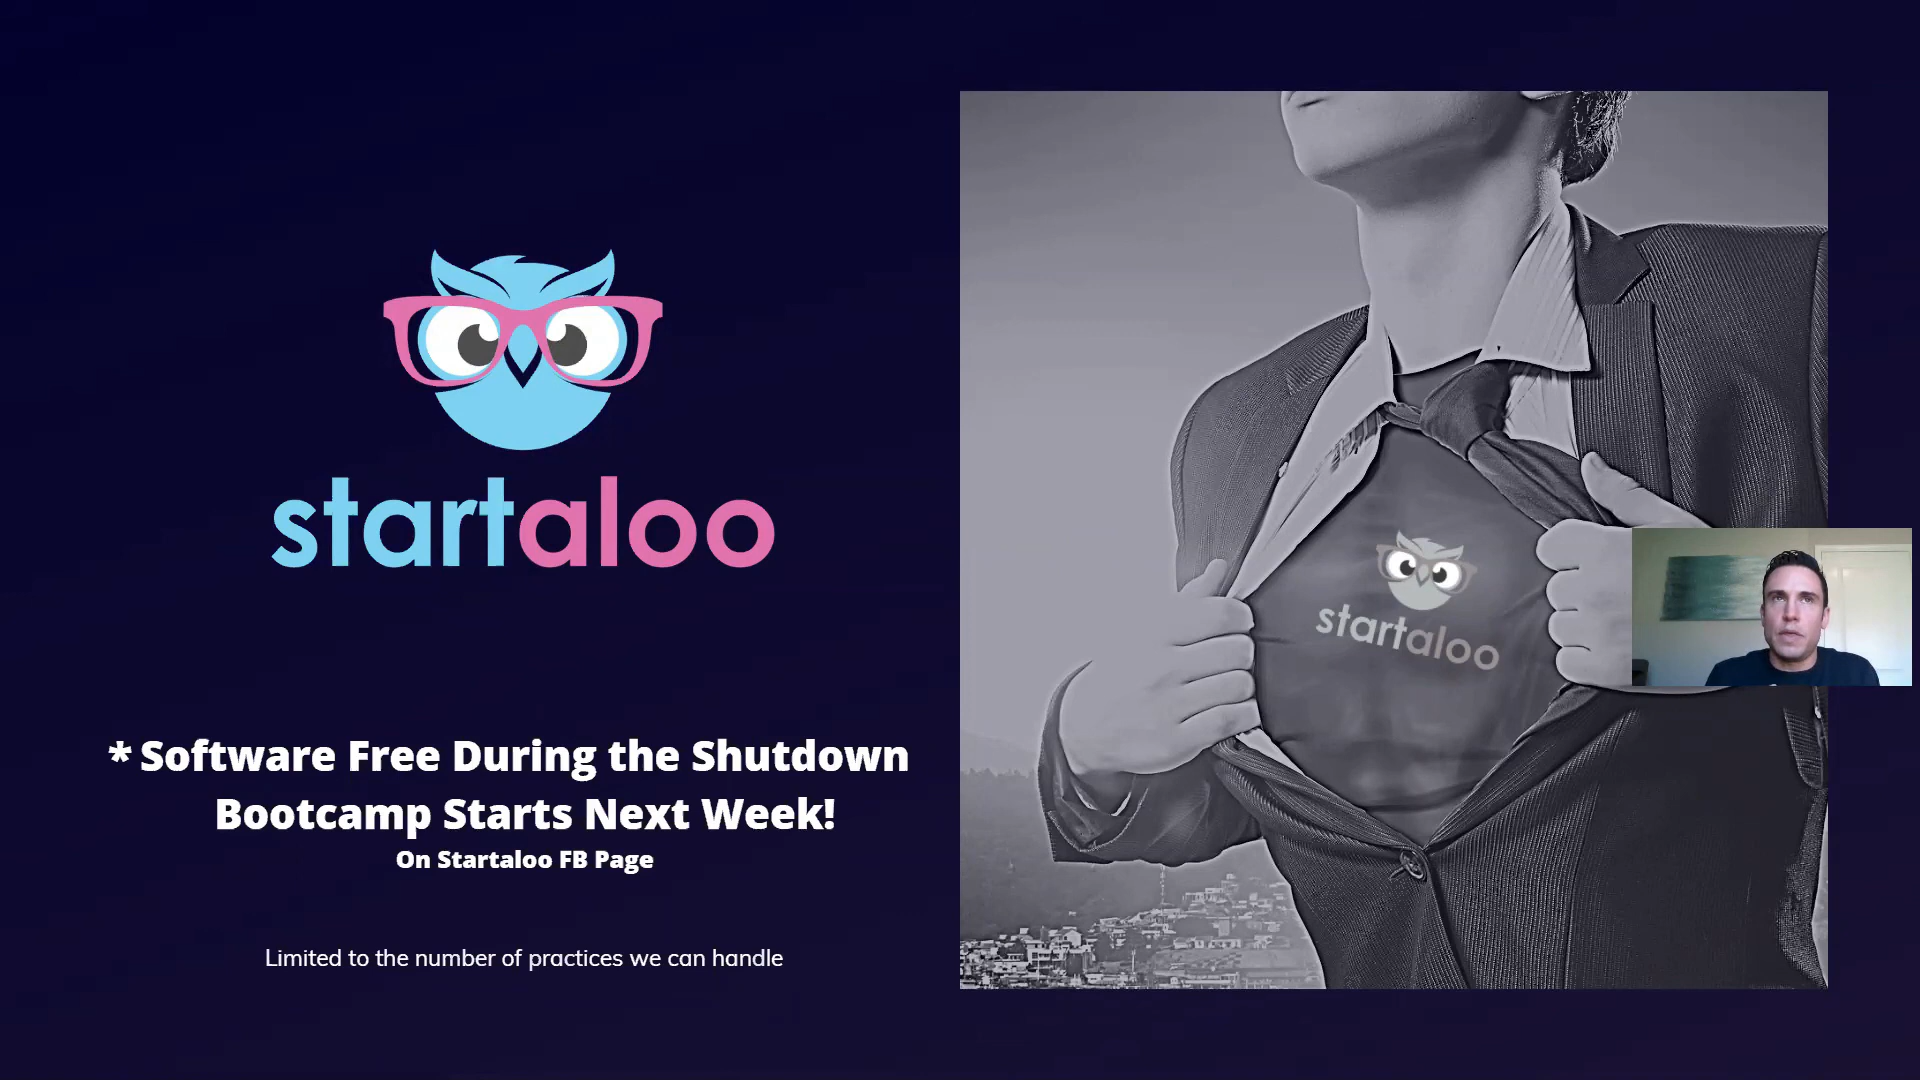 startaloo
* Software Free During the Shutdown
Bootcamp Starts Next Week!
On Startaloo FB Page
Limited to the number of practices we can handle
startaloo